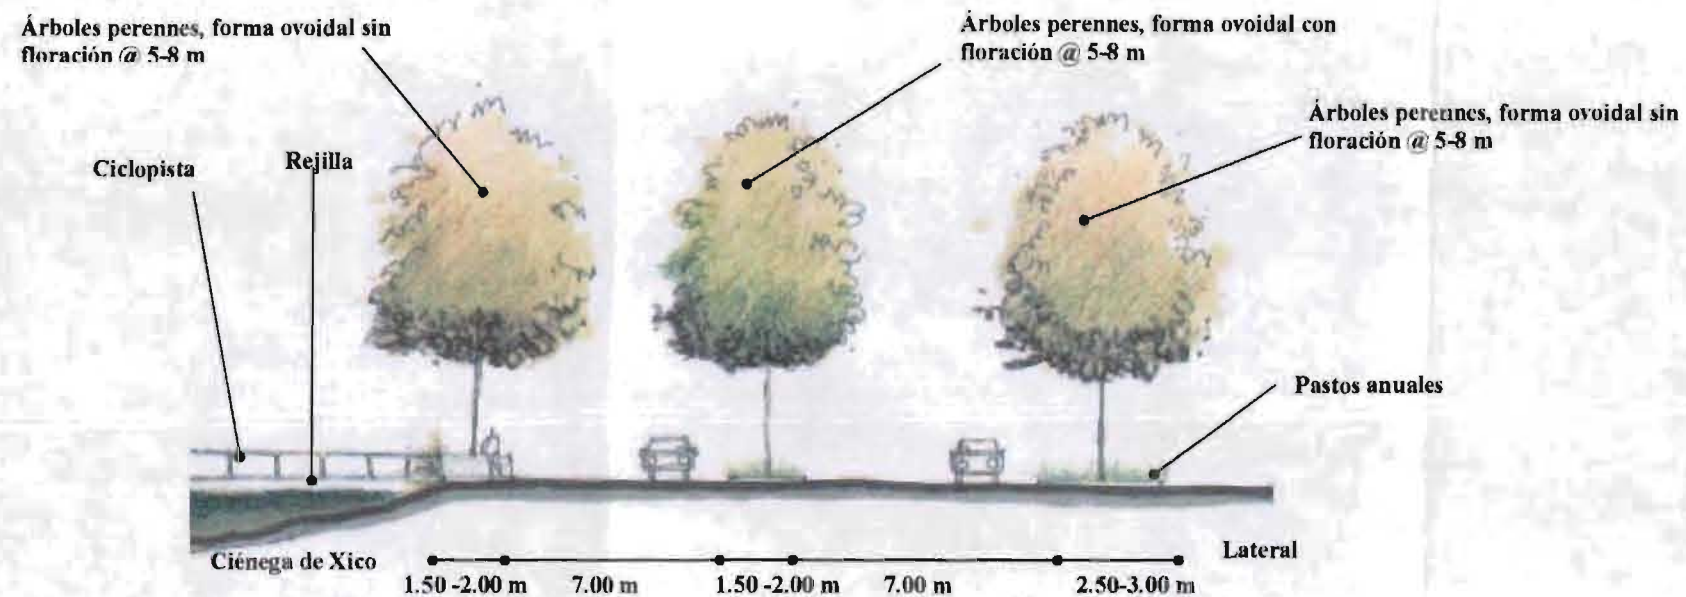 Árboles perennes, forma ovoidal sin
floración @ 5-8 m
Árboles perennes, forma ovoidal con
floración @ 5-8 m
Árboles perennes, forma ovoidal sin
floración @ 5-8 m
Ciclopista
Rejilla
Pastos anuales
Ciénega de Xico
Lateral
1.50 -2.00 m
7.00 m
1.50 -2.00 m
7.00 m
2.50-3.00 m